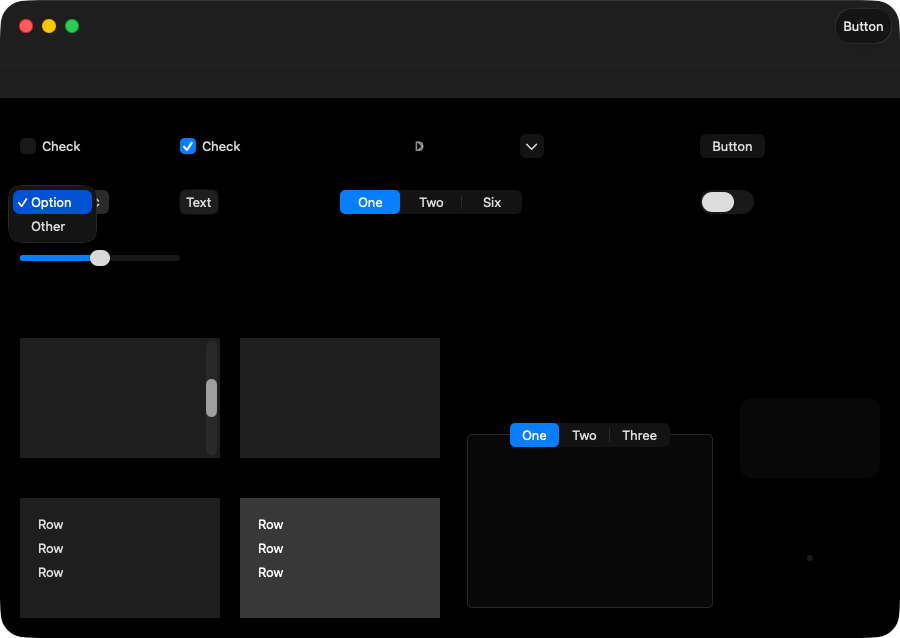 Button
Check
Check
Button
Option
Other
Text
One
Two
Six
One
Two
Three
Row
Row
Row
Row
Row
Row